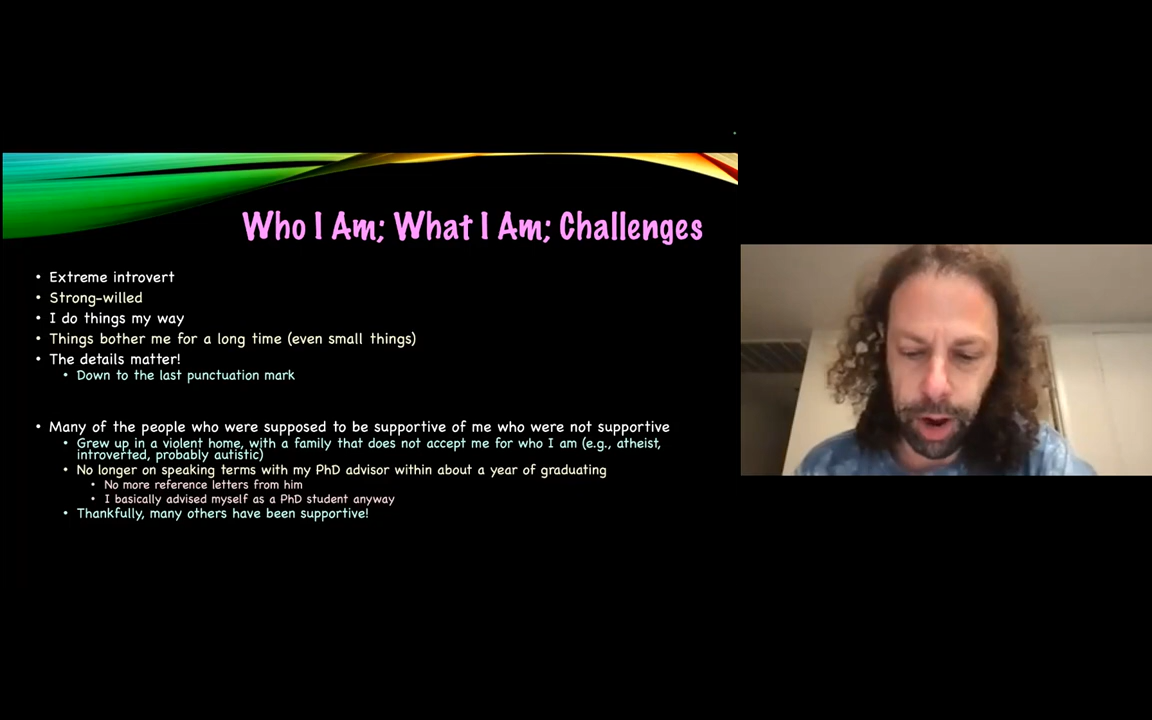 Who I Am; What I Am; Challenges
• Extreme introvert
• Strong-willed
• I do things my way
• Things bother me for a long time (even small things)
• The details matter!
• Down to the last punctuation mark
• Many of the people who were supposed to be supportive of me who were not supportive
• Grew up in a violent home, with a family that does not accept me for who I am (e.g., atheist,
introverted, probably autistic)
• No longer on speaking terms with my PhD advisor within about a year of graduating
• No more reference letters from him
• I basically advised myself as a PhD student anyway
• Thankfully, many others have been supportive!